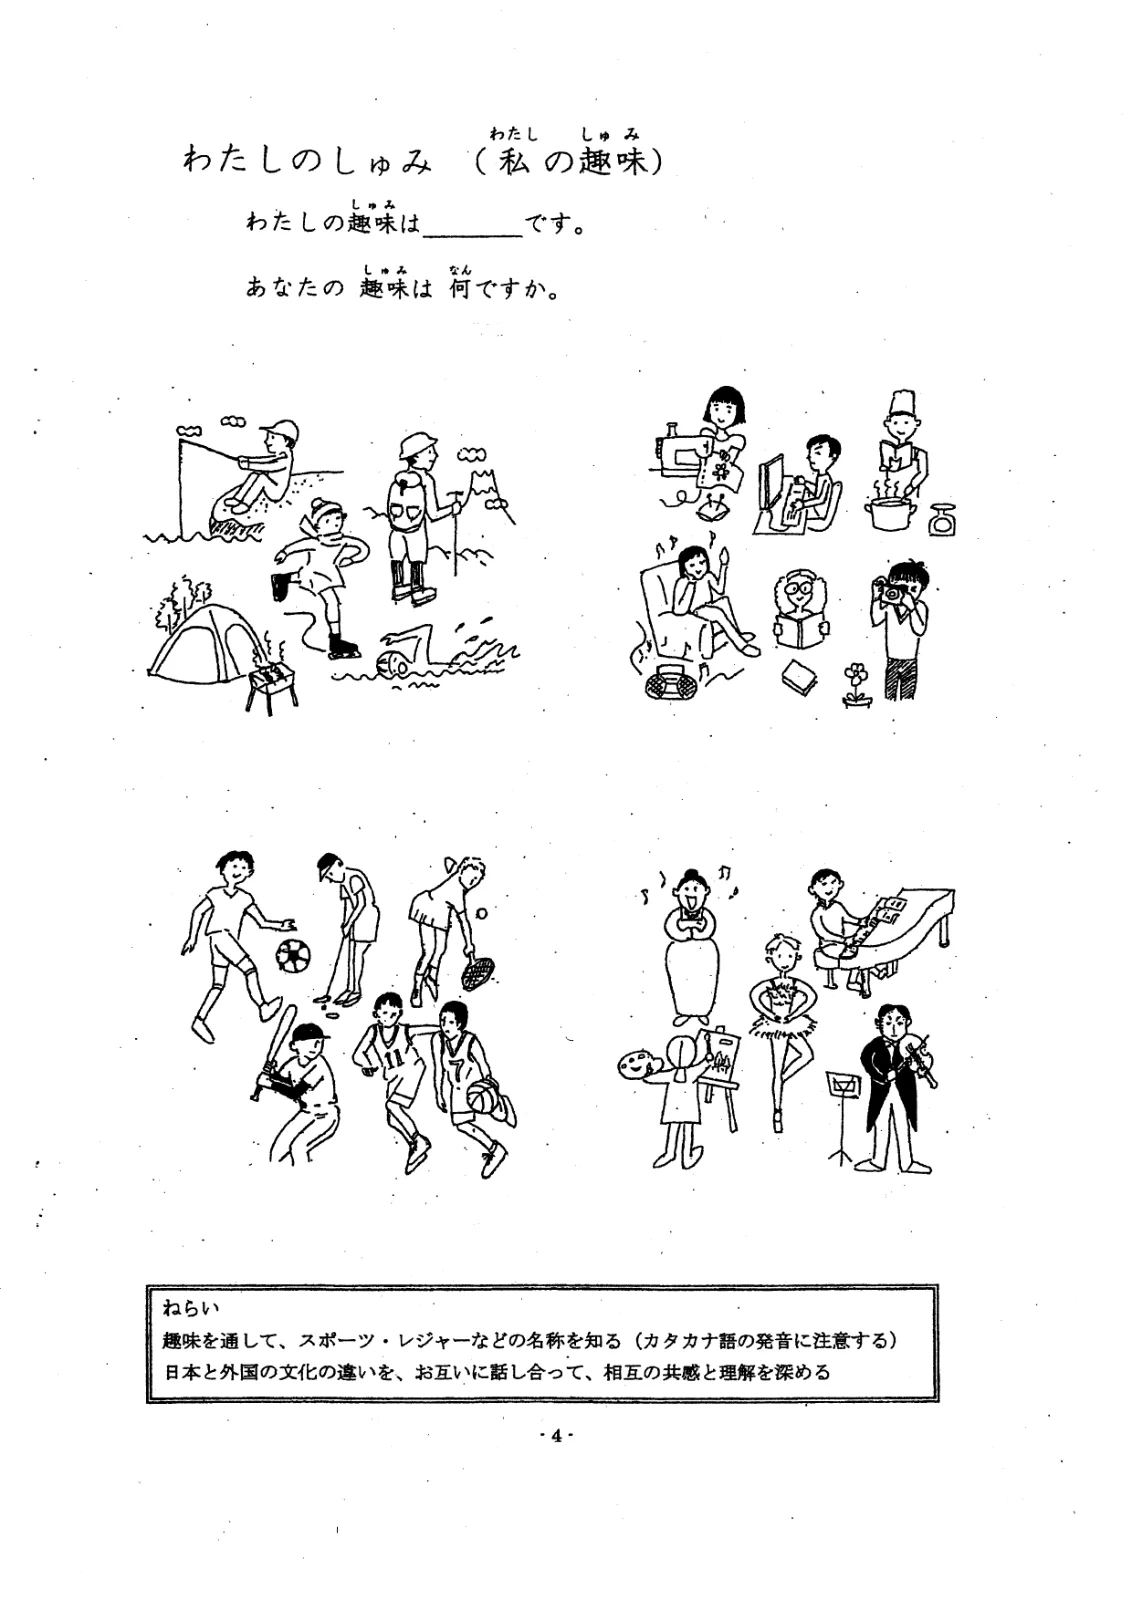 わたし しゅみ
わたしのしゅみ （私の趣味）
しゅみ
わたしの趣味は________です。
しゅみ なん
あなたの 趣味は 何ですか。
11
7
ねらい
趣味を通して、スポーツ・レジャーなどの名称を知る（カタカナ語の発音に注意する）
日本と外国の文化の違いを、お互いに話し合って、相互の共感と理解を深める
- 4 -